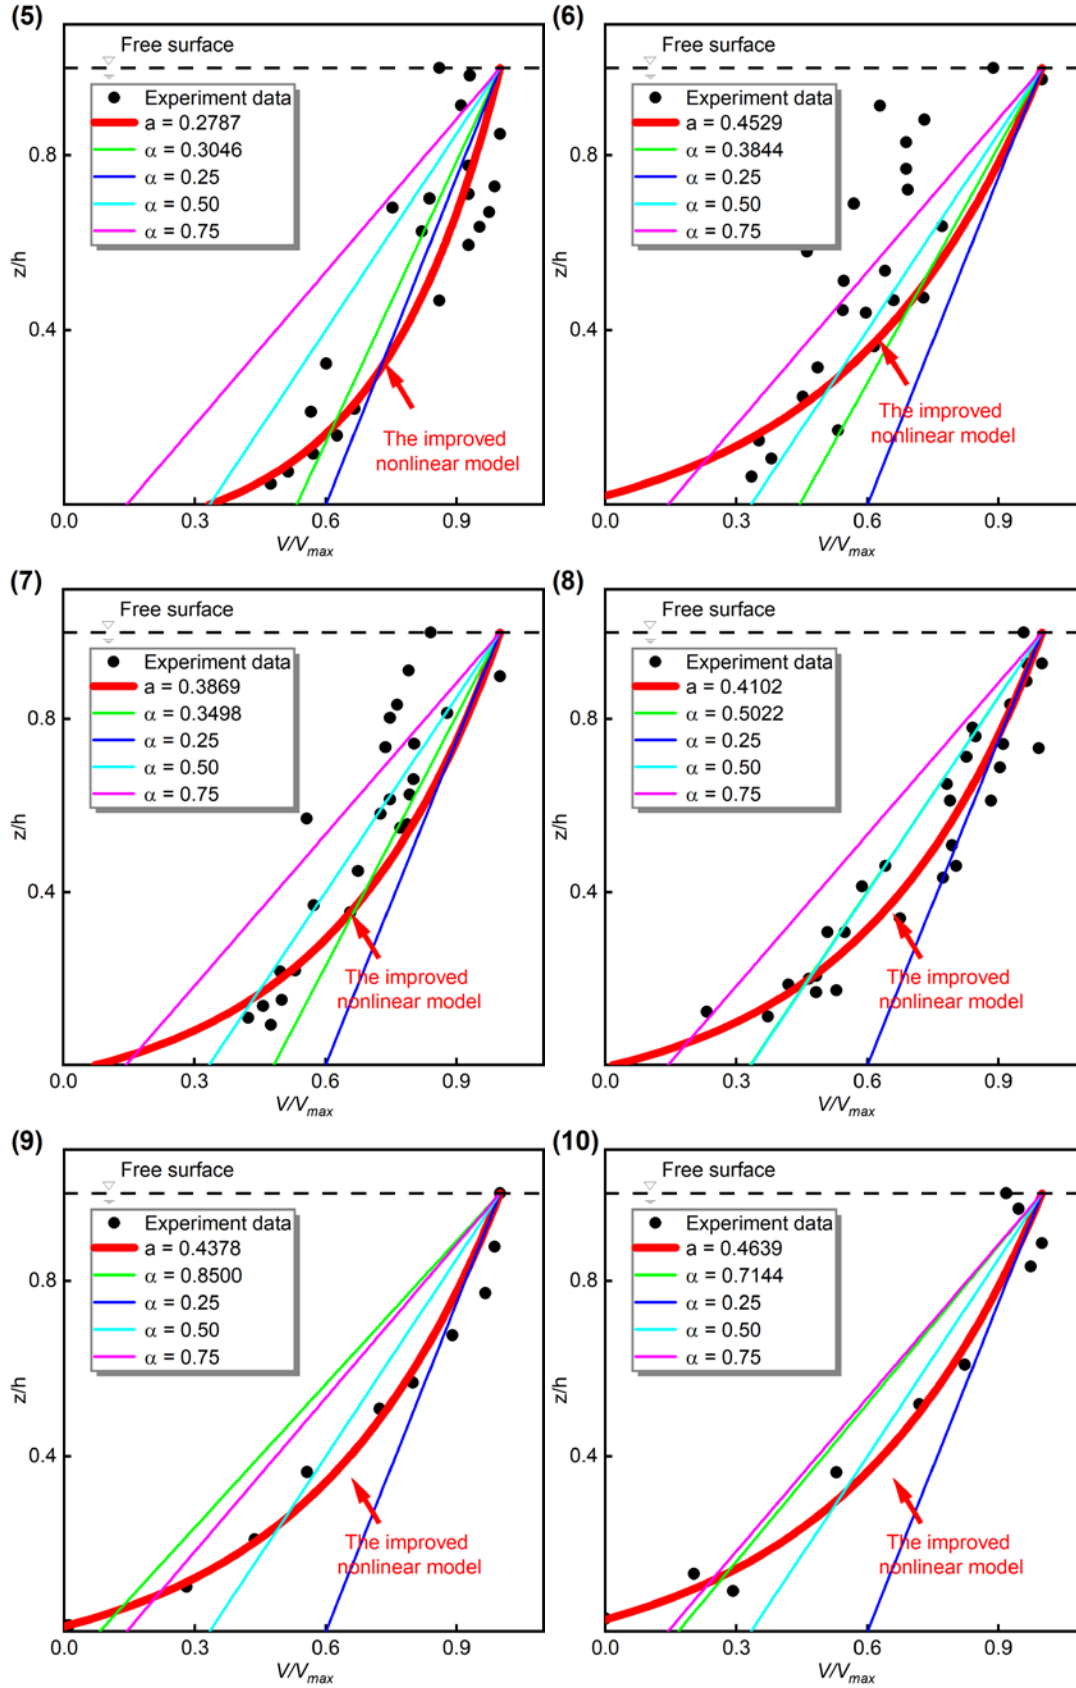 (5)
Free surface
Experiment data
a = 0.2787
α = 0.3046
α = 0.25
α = 0.50
α = 0.75
0.8
z/h
0.4
The improved
nonlinear model
0.0 0.3 0.6 0.9
V/Vmax
(6)
Free surface
Experiment data
a = 0.4529
α = 0.3844
α = 0.25
α = 0.50
α = 0.75
0.8
z/h
0.4
The improved
nonlinear model
0.0 0.3 0.6 0.9
V/Vmax
(7)
Free surface
Experiment data
a = 0.3869
α = 0.3498
α = 0.25
α = 0.50
α = 0.75
0.8
z/h
0.4
The improved
nonlinear model
0.0 0.3 0.6 0.9
V/Vmax
(8)
Free surface
Experiment data
a = 0.4102
α = 0.5022
α = 0.25
α = 0.50
α = 0.75
0.8
z/h
0.4
The improved
nonlinear model
0.0 0.3 0.6 0.9
V/Vmax
(9)
Free surface
Experiment data
a = 0.4378
α = 0.8500
α = 0.25
α = 0.50
α = 0.75
0.8
z/h
0.4
The improved
nonlinear model
0.0 0.3 0.6 0.9
V/Vmax
(10)
Free surface
Experiment data
a = 0.4639
α = 0.7144
α = 0.25
α = 0.50
α = 0.75
0.8
z/h
0.4
The improved
nonlinear model
0.0 0.3 0.6 0.9
V/Vmax